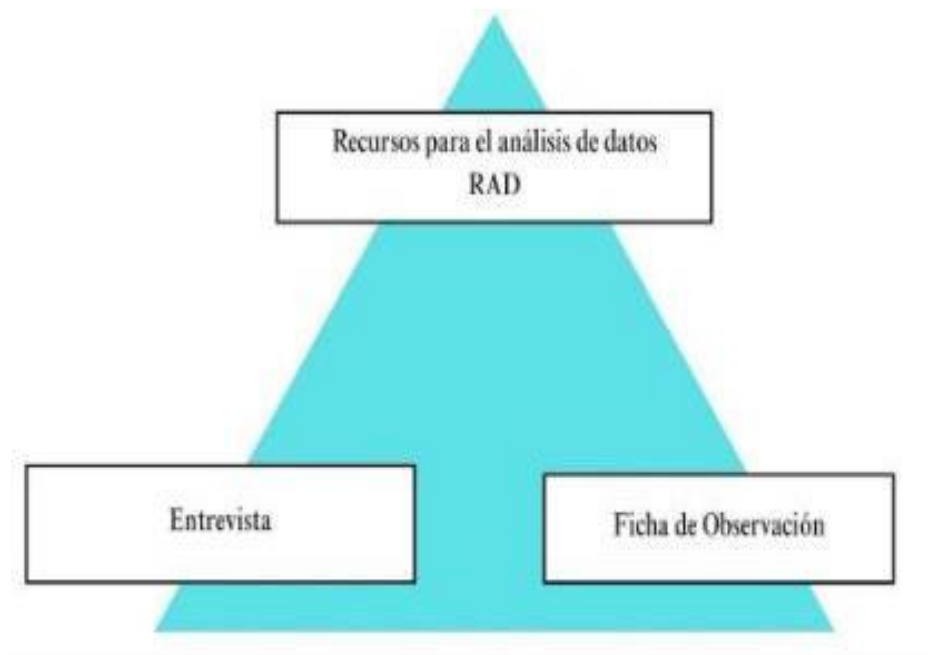 Recursos para el análisis de datos
RAD
Entrevista
Ficha de Observación